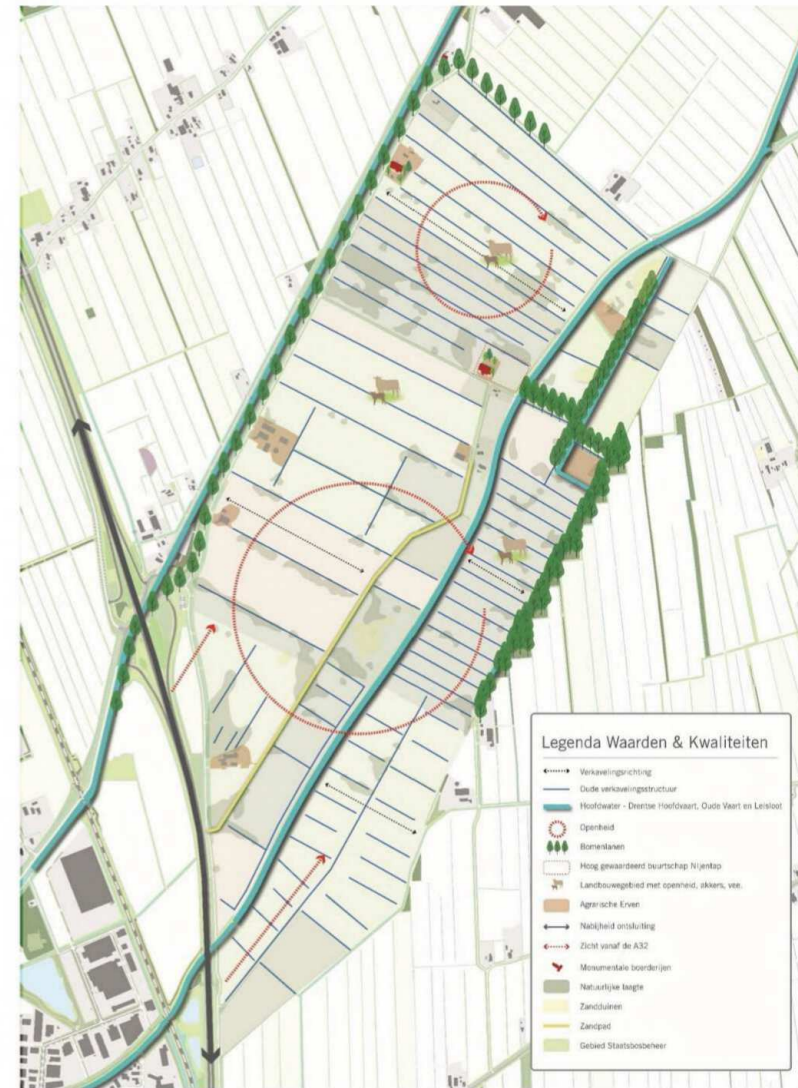 Legenda Waarden & Kwaliteiten
Verkavelingsrichting
Oude verkavelingsstructuur
Hoofdwater - Drentse Hoofdvaart, Oude Vaart en Leisloot
Openheid
Bomenlanen
Hoog gewaardeerd buurtschap Nijentap
Landbouwgebied met openheid, akkers, vee.
Agrarische Erven
Nabijheid ontsluiting
Zicht vanaf de A32
Monumentale boerderijen
Natuurlijke laagte
Zandduinen
Zandpad
Gebied Staatsbosbeheer